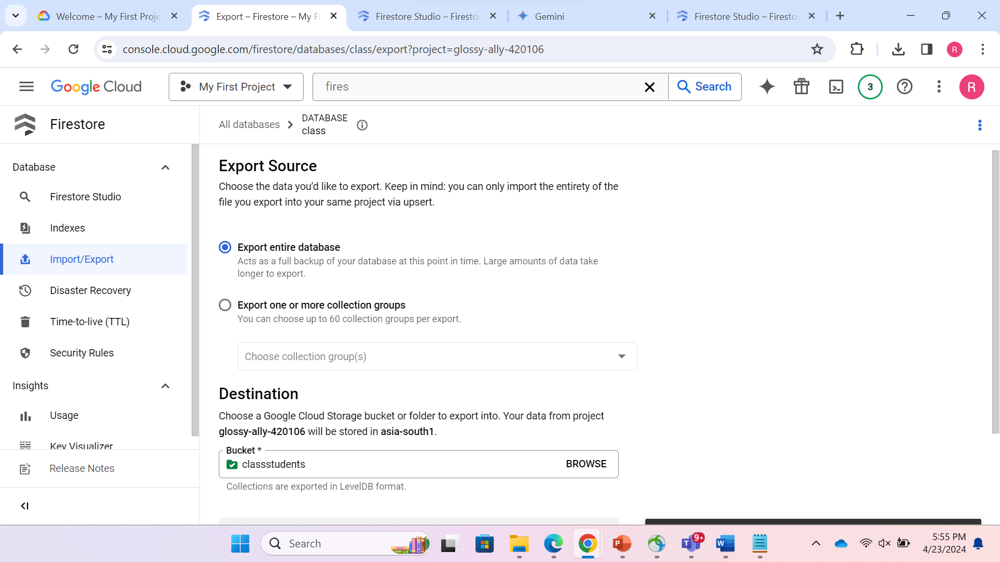 Welcome – My First Proje
Export – Firestore – My Fi
Firestore Studio – Firesto
Gemini
Firestore Studio – Firesto
console.cloud.google.com/firestore/databases/class/export?project=glossy-ally-420106
R
Google Cloud
My First Project
fires
Search
3
R
Firestore
All databases
DATABASE
class
Database
Firestore Studio
Indexes
Import/Export
Disaster Recovery
Time-to-live (TTL)
Security Rules
Insights
Usage
Key Visualizer
Release Notes
Export Source
Choose the data you’d like to export. Keep in mind: you can only import the entirety of the
file you export into your same project via upsert.
Export entire database
Acts as a full backup of your database at this point in time. Large amounts of data take
longer to export.
Export one or more collection groups
You can choose up to 60 collection groups per export.
Choose collection group(s)
Destination
Choose a Google Cloud Storage bucket or folder to export into. Your data from project
glossy-ally-420106 will be stored in asia-south1.
Bucket *
classstudents
BROWSE
Collections are exported in LevelDB format.
Search
P
T
9+
W
5:55 PM
4/23/2024